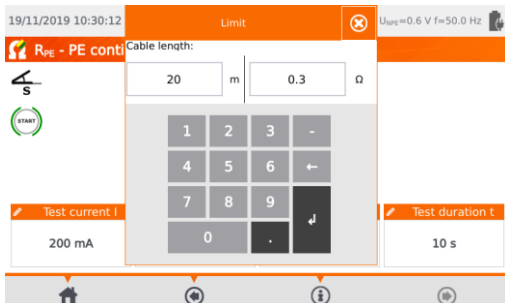 19/11/2019 10:30:12
Limit
UNPE=0.6 V f=50.0 Hz
RPE - PE conti
Cable length:
20 m 0.3 Ω
S
START
1 2 3 -
4 5 6 ←
7 8 9 ↲
0 .
Test current I
Test duration t
200 mA
10 s